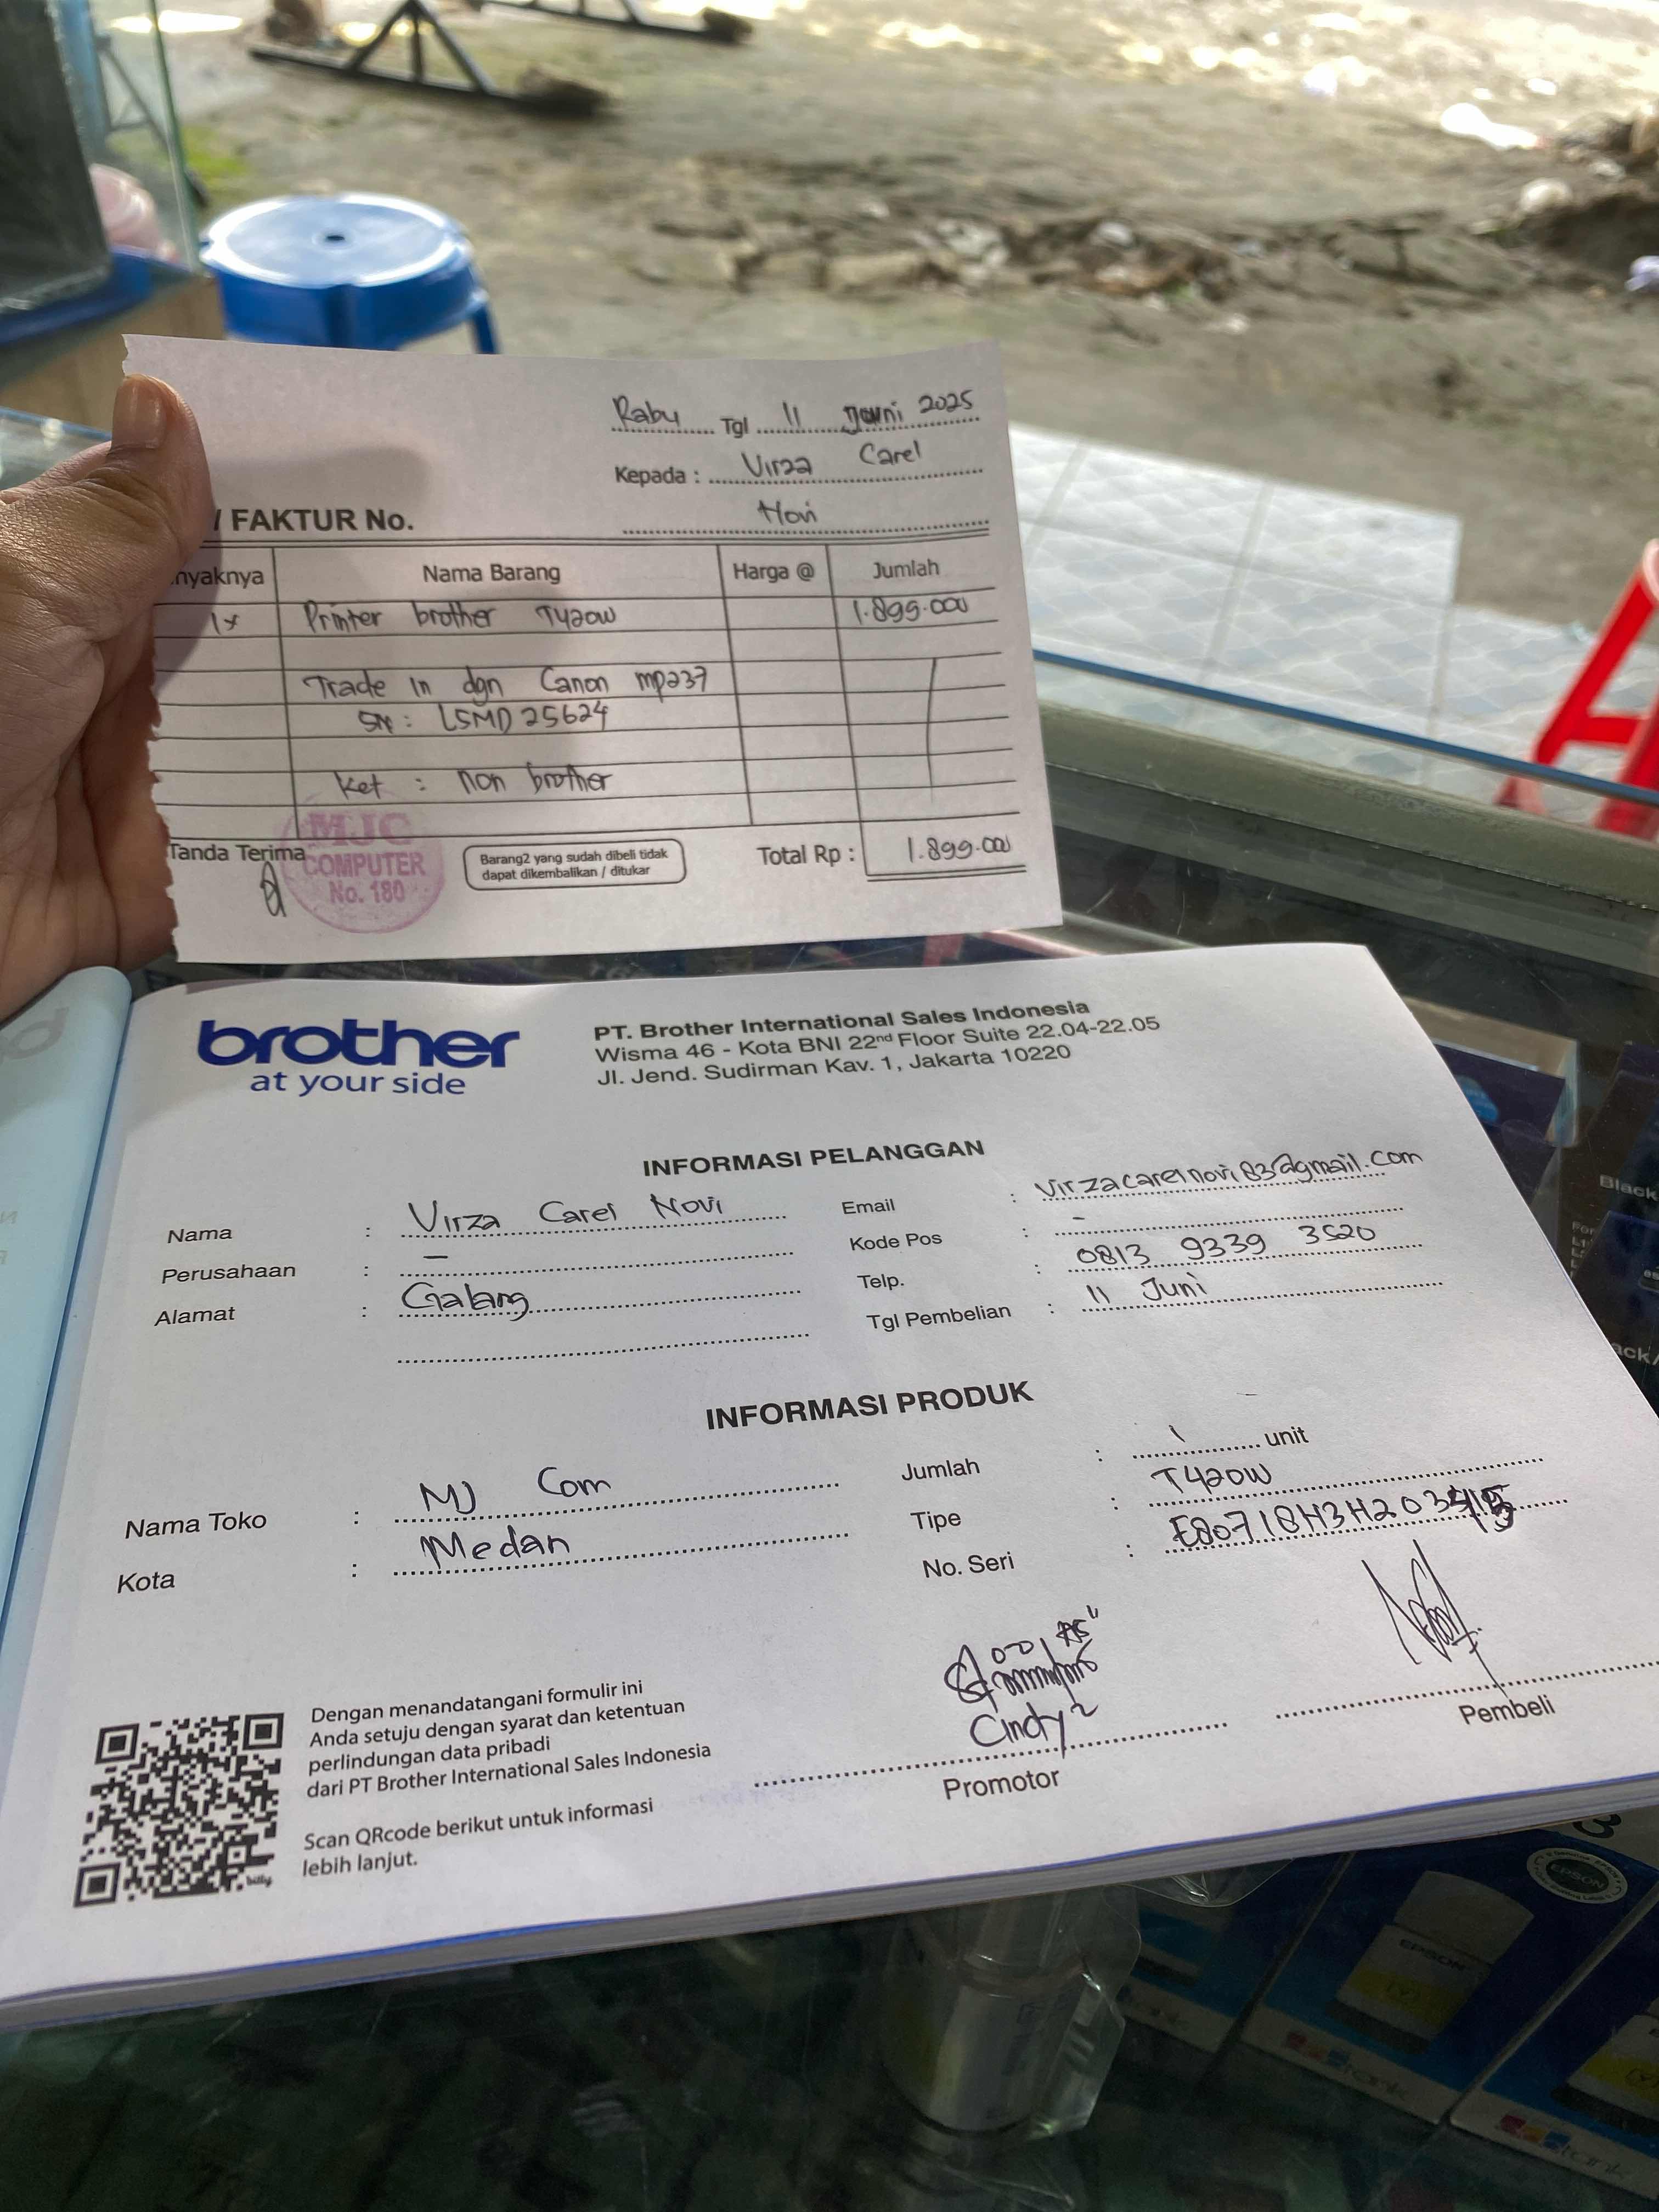 Rabu Tgl 11 Juni 2025
Kepada : Virza Carel
Novi
/ FAKTUR No.
nyaknya Nama Barang Harga @ Jumlah
1x Printer brother T420W 1.899.000
Trade in dgn Canon mp237
SN : LSMD25624
Ket : non brother
Tanda Terima
MJC
COMPUTER
No. 180
Barang2 yang sudah dibeli tidak
dapat dikembalikan / ditukar
Total Rp : 1.899.000
brother
at your side
PT. Brother International Sales Indonesia
Wisma 46 - Kota BNI 22nd Floor Suite 22.04-22.05
Jl. Jend. Sudirman Kav. 1, Jakarta 10220
INFORMASI PELANGGAN
Nama : Virza Carel Novi
Perusahaan : -
Alamat : Galang
Email : virzacarelnovi83@gmail.com
Kode Pos : -
Telp. : 0813 9339 3520
Tgl Pembelian : 11 Juni
INFORMASI PRODUK
Nama Toko : MJ Com
Kota : Medan
Jumlah : 1 unit
Tipe : T420W
No. Seri :
Dengan menandatangani formulir ini
Anda setuju dengan syarat dan ketentuan
perlindungan data pribadi
dari PT Brother International Sales Indonesia
Scan QRcode berikut untuk informasi
lebih lanjut.
Cindy
Promotor
Pembeli
Black
EPSON
EPSON